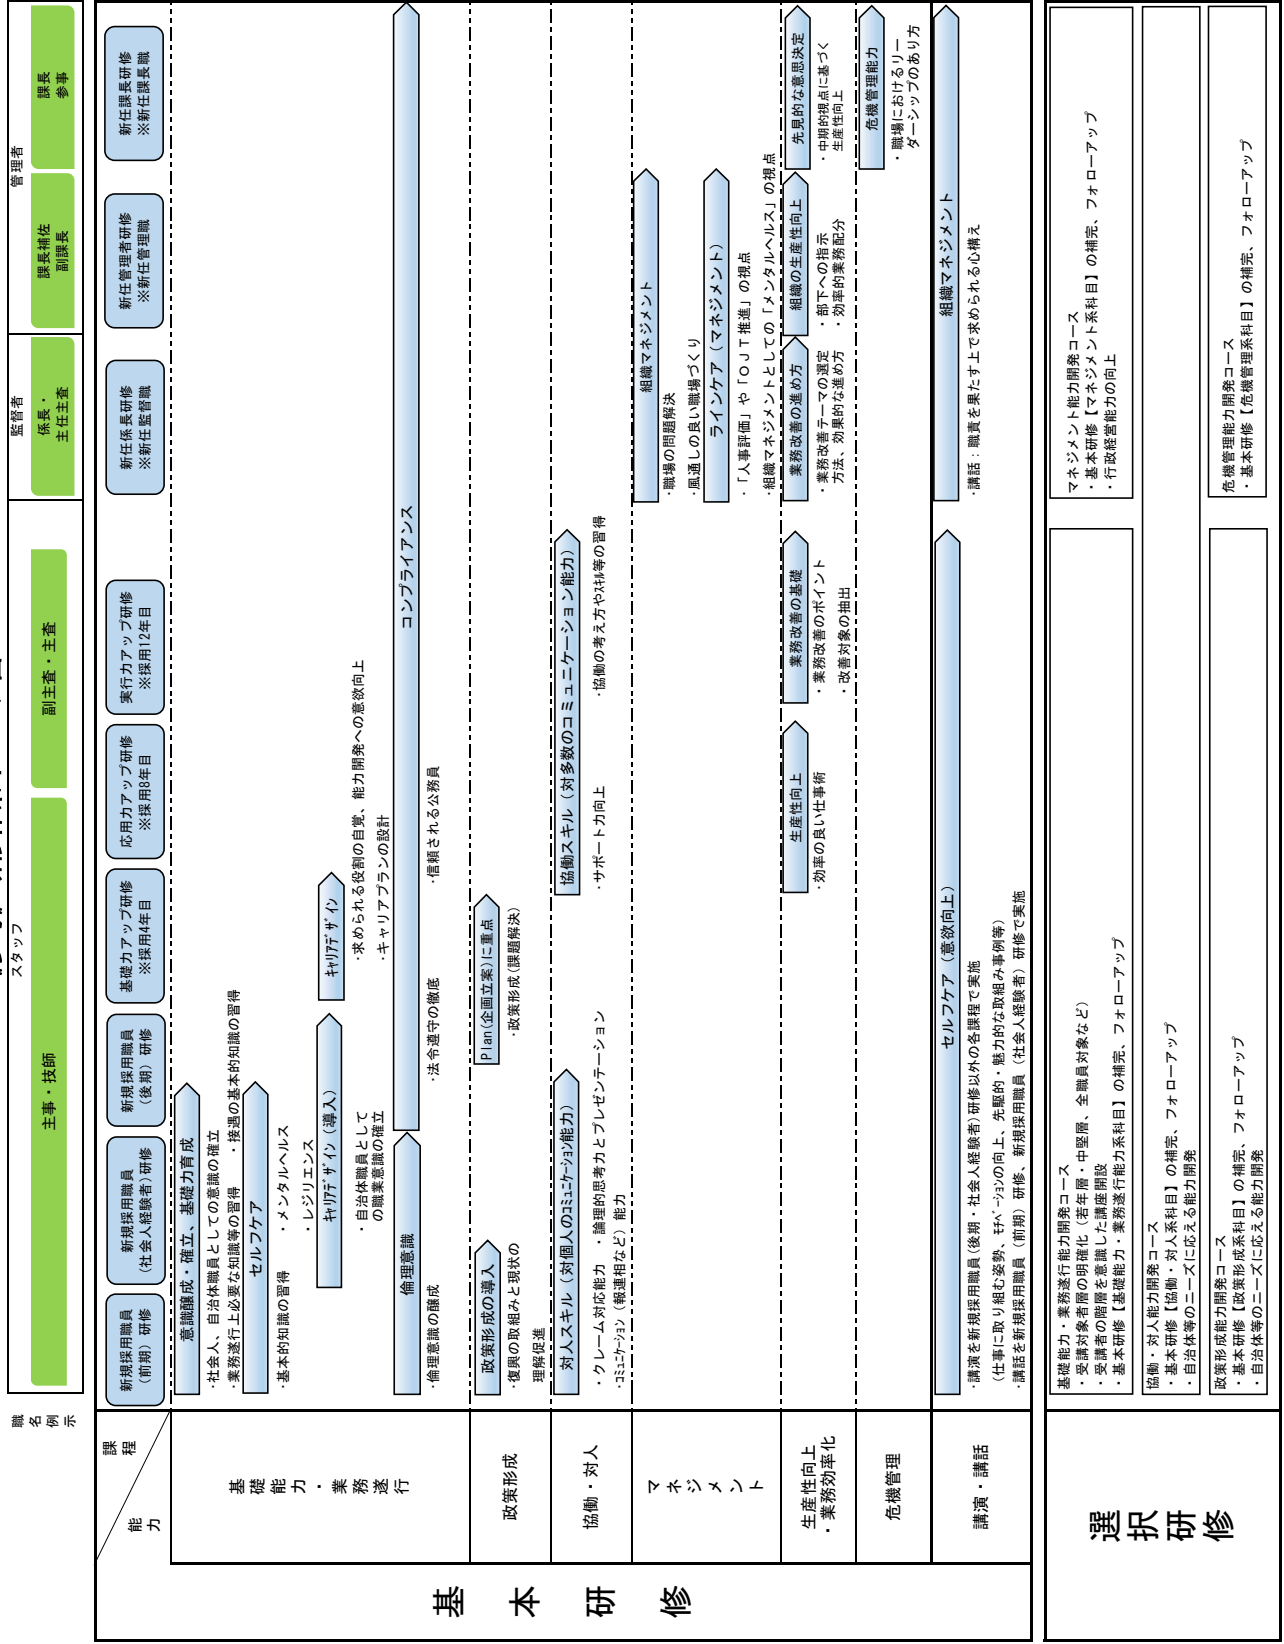 職名例示
スタッフ
監督者
管理者
主事・技師
副主査・主査
係長・
主任主査
課長補佐
副課長
課長
参事
課程
能力
新規採用職員
（前期）研修
新規採用職員
（社会人経験者)研修
新規採用職員
（後期）研修
基礎力アップ研修
※採用4年目
応用力アップ研修
※採用8年目
実行力アップ研修
※採用12年目
新任係長研修
※新任監督職
新任管理者研修
※新任管理職
新任課長研修
※新任課長職
基本研修
基礎能力・業務遂行
意識醸成・確立、基礎力育成
・社会人、自治体職員としての意識の確立
・業務遂行上必要な知識等の習得
・接遇の基本的知識の習得
セルフケア
・基本的知識の習得
・メンタルヘルス
・レジリエンス
ｷｬﾘｱﾃﾞｻﾞｲﾝ（導入）
・自治体職員として
の職業意識の確立
ｷｬﾘｱﾃﾞｻﾞｲﾝ
・求められる役割の自覚、能力開発への意欲向上
・キャリアプランの設計
倫理意識
コンプライアンス
・倫理意識の醸成
・法令遵守の徹底
・信頼される公務員
政策形成
政策形成の導入
・復興の取組みと現状の
理解促進
Plan(企画立案)に重点
・政策形成(課題解決)
協働・対人
対人スキル（対個人のｺﾐｭﾆｹｰｼｮﾝ能力）
・クレーム対応能力　・論理的思考力とプレゼンテーション
・ｺﾐｭﾆｹｰｼｮﾝ（報連相など）能力
協働スキル（対多数のコミュニケーション能力）
・サポート力向上
・協働の考え方やｽｷﾙ等の習得
マネジメント
組織マネジメント
・職場の問題解決
・風通しの良い職場づくり
ラインケア（マネジメント）
・「人事評価」や「ＯＪＴ推進」の視点
・組織マネジメントとしての「メンタルヘルス」の視点
生産性向上
・業務効率化
生産性向上
・効率の良い仕事術
業務改善の基礎
・業務改善のポイント
・改善対象の抽出
業務改善の進め方
・業務改善テーマの選定
方法、効果的な進め方
組織の生産性向上
・部下への指示
・効率的業務配分
先見的な意思決定
・中期的視点に基づく
生産性向上
危機管理
危機管理能力
・職場におけるリー
ダーシップのあり方
講演・講話
セルフケア（意欲向上）
・講演を新規採用職員(後期・社会人経験者)研修以外の各課程で実施
（仕事に取り組む姿勢、ﾓﾁﾍﾞｰｼｮﾝの向上、先駆的・魅力的な取組み事例等）
・講話を新規採用職員（前期）研修、新規採用職員（社会人経験者）研修で実施
組織マネジメント
・講話：職責を果たす上で求められる心構え
選択研修
基礎能力・業務遂行能力開発コース
・受講対象者層の明確化（若年層・中堅層、全職員対象など）
・受講者の階層を意識した講座開設
・基本研修【基礎能力・業務遂行能力系科目】の補完、フォローアップ
マネジメント能力開発コース
・基本研修【マネジメント系科目】の補完、フォローアップ
・行政経営能力の向上
協働・対人能力開発コース
・基本研修【協働・対人系科目】の補完、フォローアップ
・自治体等のニーズに応える能力開発
政策形成能力開発コース
・基本研修【政策形成系科目】の補完、フォローアップ
・自治体等のニーズに応える能力開発
危機管理能力開発コース
・基本研修【危機管理系科目】の補完、フォローアップ